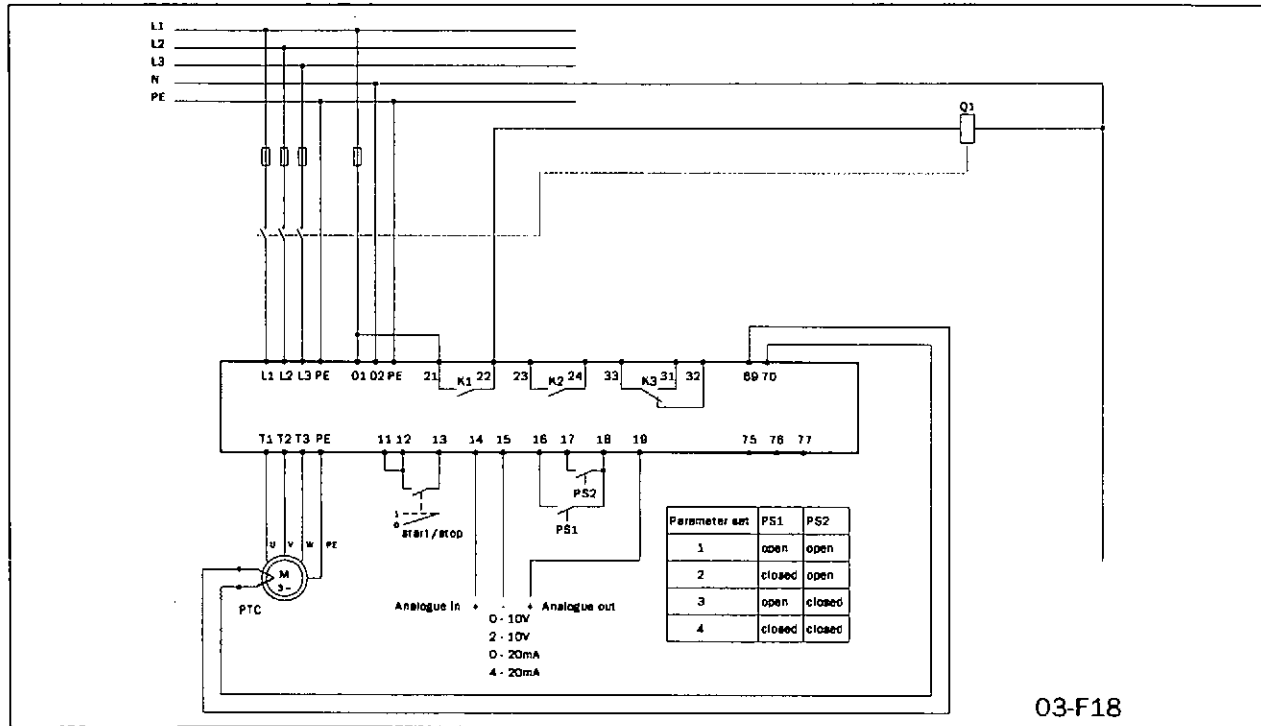 L1
L2
L3
N
PE
Q1
L1 L2 L3 PE 01 02 PE 21 K1 22 23 K2 24 33 K3 31 32 69 70
T1 T2 T3 PE 11 12 13 14 15 16 17 18 19 75 76 77
PS2
1
0
start/stop
PS1
U V W PE
M
3~
PTC
Analogue in + - + Analogue out
0 - 10V
2 - 10V
0 - 20mA
4 - 20mA
Parameter set PS1 PS2
1 open open
2 closed open
3 open closed
4 closed closed
03-F18